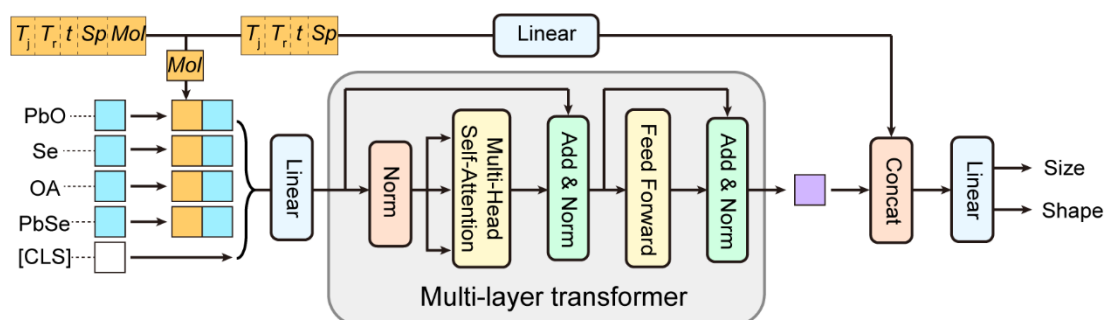 Tj Tr t Sp Mol
Tj Tr t Sp
Linear
Mol
PbO
Se
OA
PbSe
[CLS]
Linear
Norm
Multi-Head
Self-Attention
Add & Norm
Feed Forward
Add & Norm
Concat
Linear
Size
Shape
Multi-layer transformer